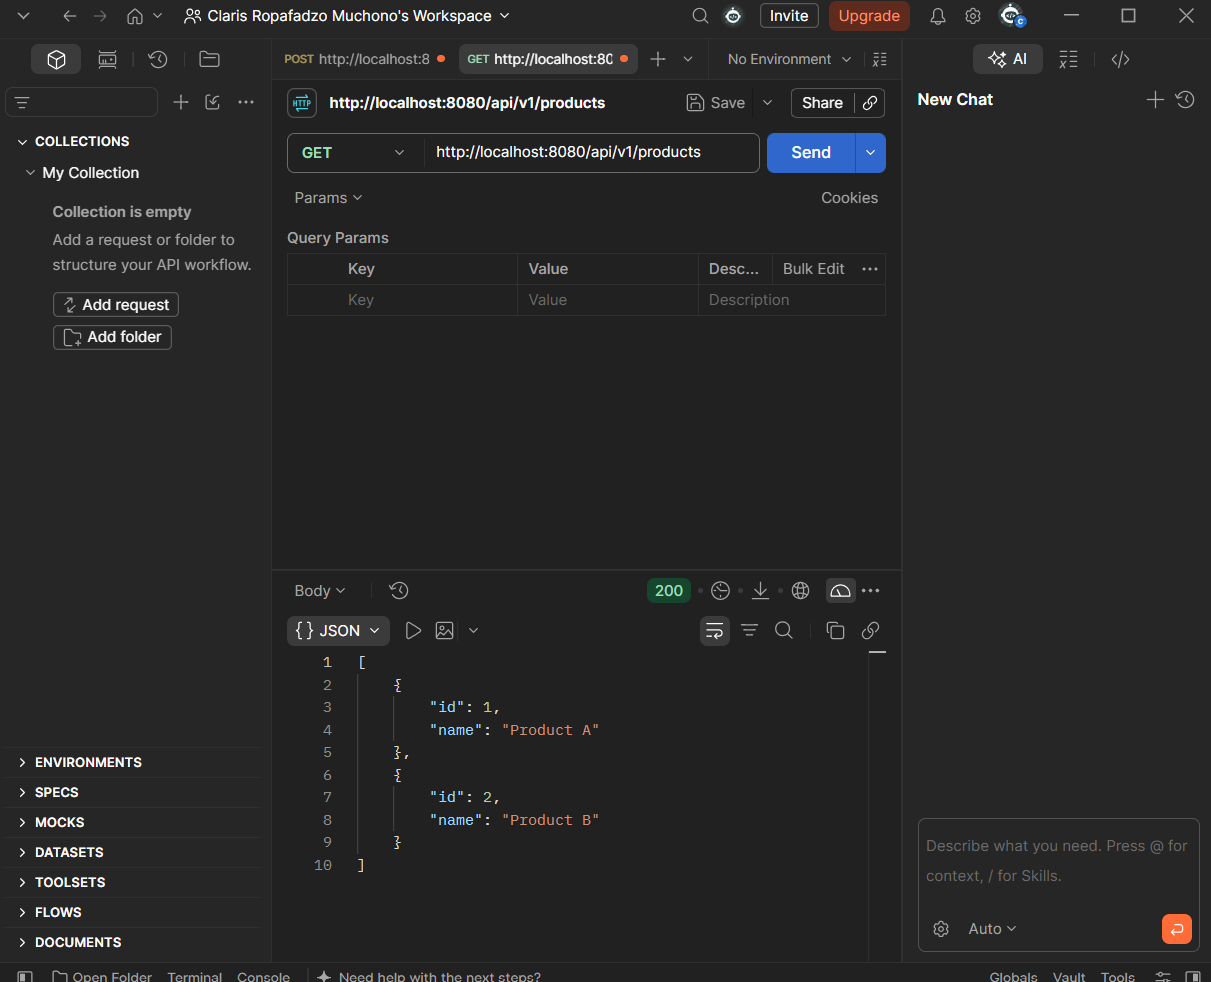 Claris Ropafadzo Muchono's Workspace
Invite
Upgrade
POST http://localhost:8
GET http://localhost:80
No Environment
AI
HTTP
http://localhost:8080/api/v1/products
Save
Share
New Chat
COLLECTIONS
My Collection
Collection is empty
Add a request or folder to
structure your API workflow.
Add request
Add folder
GET
http://localhost:8080/api/v1/products
Send
Params
Cookies
Query Params
Key Value Desc... Bulk Edit
Key Value Description
Body
200
{} JSON
1 [
2 {
3 "id": 1,
4 "name": "Product A"
5 },
6 {
7 "id": 2,
8 "name": "Product B"
9 }
10 ]
ENVIRONMENTS
SPECS
MOCKS
DATASETS
TOOLSETS
FLOWS
DOCUMENTS
Describe what you need. Press @ for
context, / for Skills.
Auto
Open Folder Terminal Console Need help with the next steps? Globals Vault Tools